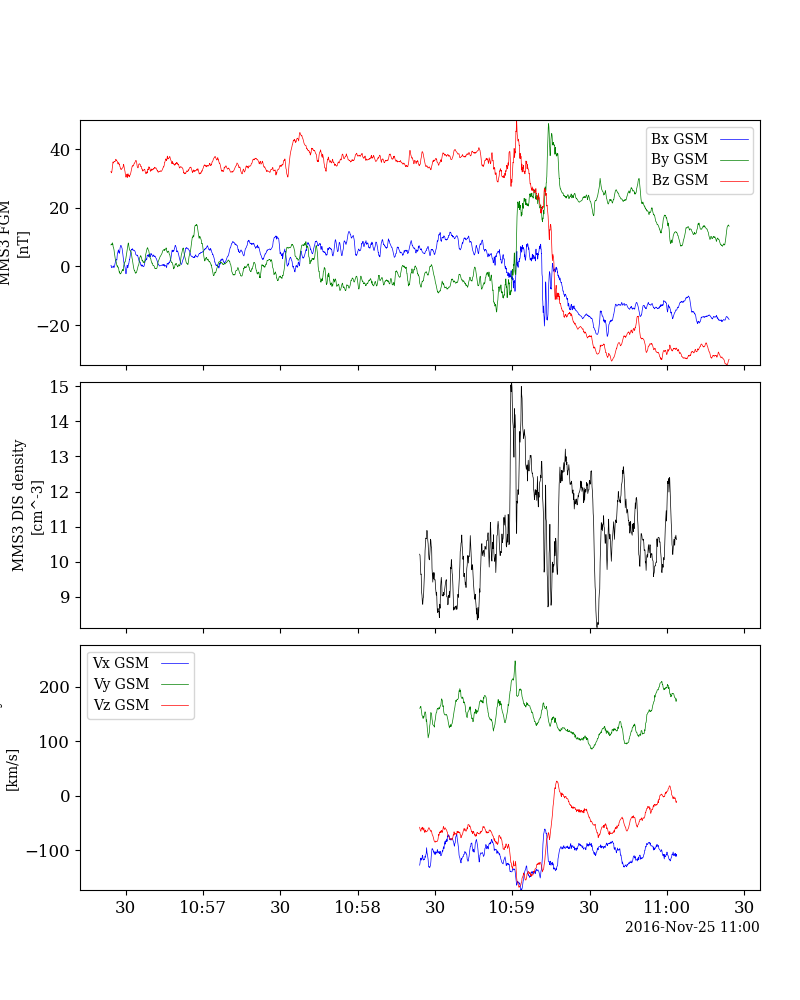 MMS3 FGM
[nT]
40
20
0
−20
Bx GSM
By GSM
Bz GSM
MMS3 DIS density
[cm^-3]
15
14
13
12
11
10
9
[km/s]
200
100
0
−100
Vx GSM
Vy GSM
Vz GSM
30
10:57
30
10:58
30
10:59
30
11:00
30
2016-Nov-25 11:00